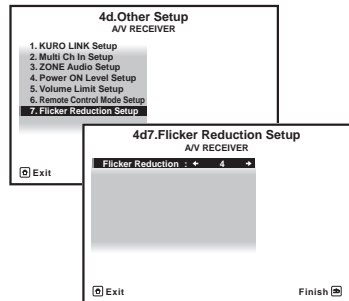 4d.Other Setup
A/V RECEIVER
1. KURO LINK Setup
2. Multi Ch In Setup
3. ZONE Audio Setup
4. Power ON Level Setup
5. Volume Limit Setup
6. Remote Control Mode Setup
7. Flicker Reduction Setup
Exit
4d7.Flicker Reduction Setup
A/V RECEIVER
Flicker Reduction : 4
Exit
Finish